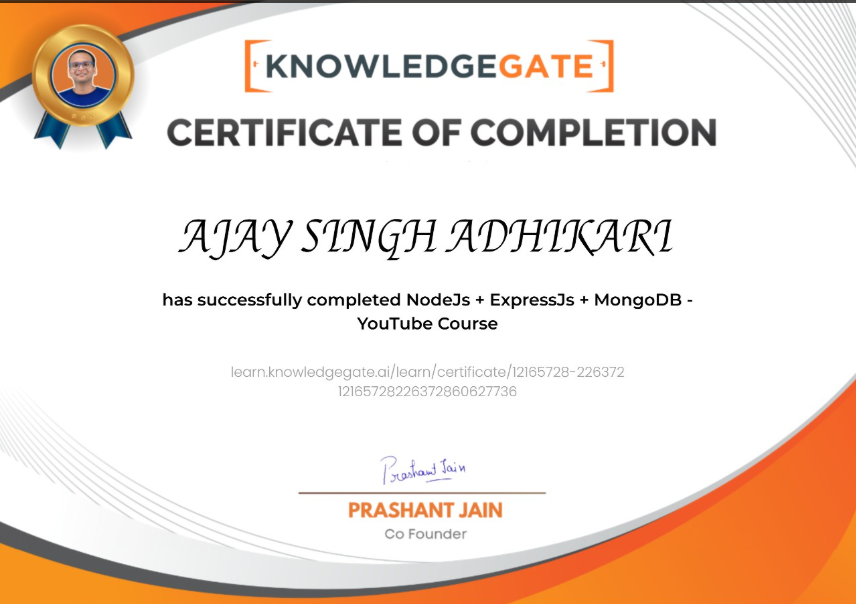 KNOWLEDGEGATE
CERTIFICATE OF COMPLETION
AJAY SINGH ADHIKARI
has successfully completed NodeJs + ExpressJs + MongoDB -
YouTube Course
learn.knowledgegate.ai/learn/certificate/12165728-226372
12165728226372860627736
Prashant Jain
PRASHANT JAIN
Co Founder